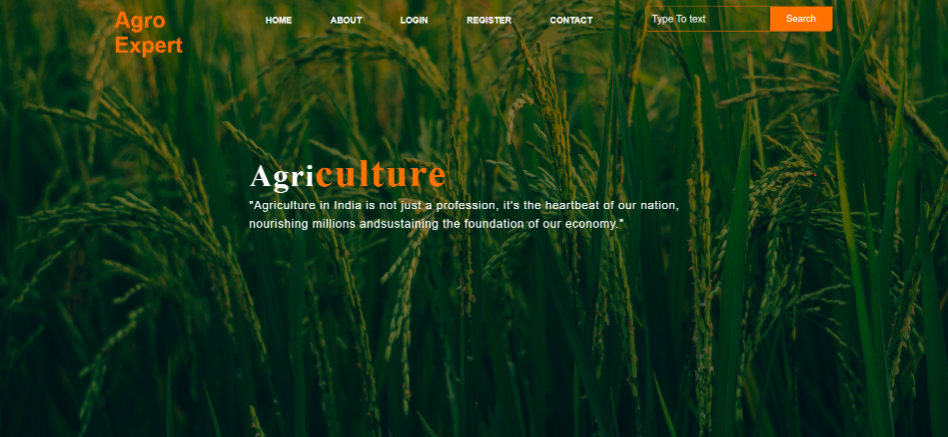 Agro
Expert
HOME
ABOUT
LOGIN
REGISTER
CONTACT
Type To text
Search
Agriculture
"Agriculture in India is not just a profession, it's the heartbeat of our nation,
nourishing millions andsustaining the foundation of our economy."